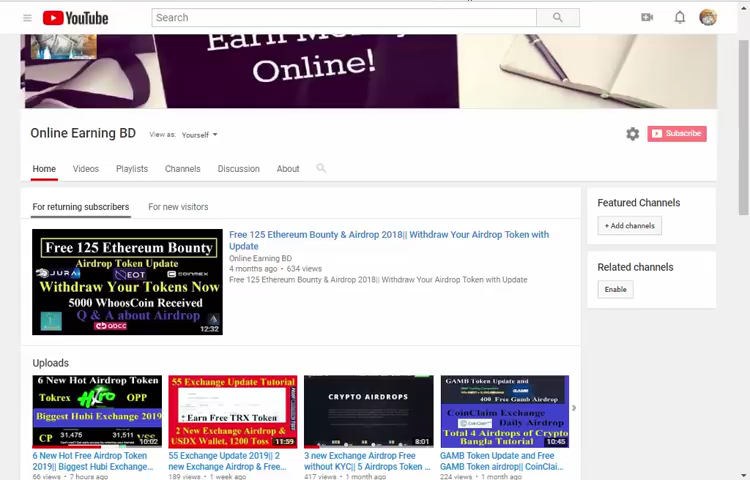 YouTube
Search
Earn Money
Online!
Online Earning BD
View as:
Yourself
Subscribe
Home
Videos
Playlists
Channels
Discussion
About
For returning subscribers
For new visitors
Free 125 Ethereum Bounty
Airdrop Token Update
JURA
EOT
COINMEX
Withdraw Your Tokens Now
5000 WhoosCoin Received
Q & A about Airdrop
QDCC
12:32
Free 125 Ethereum Bounty & Airdrop 2018|| Withdraw Your Airdrop Token with
Update
Online Earning BD
4 months ago • 634 views
Free 125 Ethereum Bounty & Airdrop 2018|| Withdraw Your Airdrop Token with Update
Featured Channels
+ Add channels
Related channels
Enable
Uploads
6 New Hot Airdrop Token
Tokrex
OPP
Biggest Hubi Exchange 2019
CP
31,475
31,511
10:02
6 New Hot Free Airdrop Token
2019|| Biggest Hubi Exchange...
66 views • 7 hours ago
55 Exchange Update Tutorial
* Earn Free TRX Token
2 New Exchange Airdrop &
USDX Wallet, 1200 Toss
11:59
55 Exchange Update 2019|| 2
new Exchange Airdrop & Free...
189 views • 1 week ago
CRYPTO AIRDROPS
8:01
3 new Exchange Airdrop Free
without KYC|| 5 Airdrops Token ...
417 views • 1 month ago
GAMB Token Update and
400 Free Gamb Airdrop
CoinClaim Exchange
Daily Airdrop
Total 4 Airdrops of Crypto
Bangla Tutorial
10:45
GAMB Token Update and Free
GAMB Token airdrop|| CoinClai...
224 views • 1 month ago